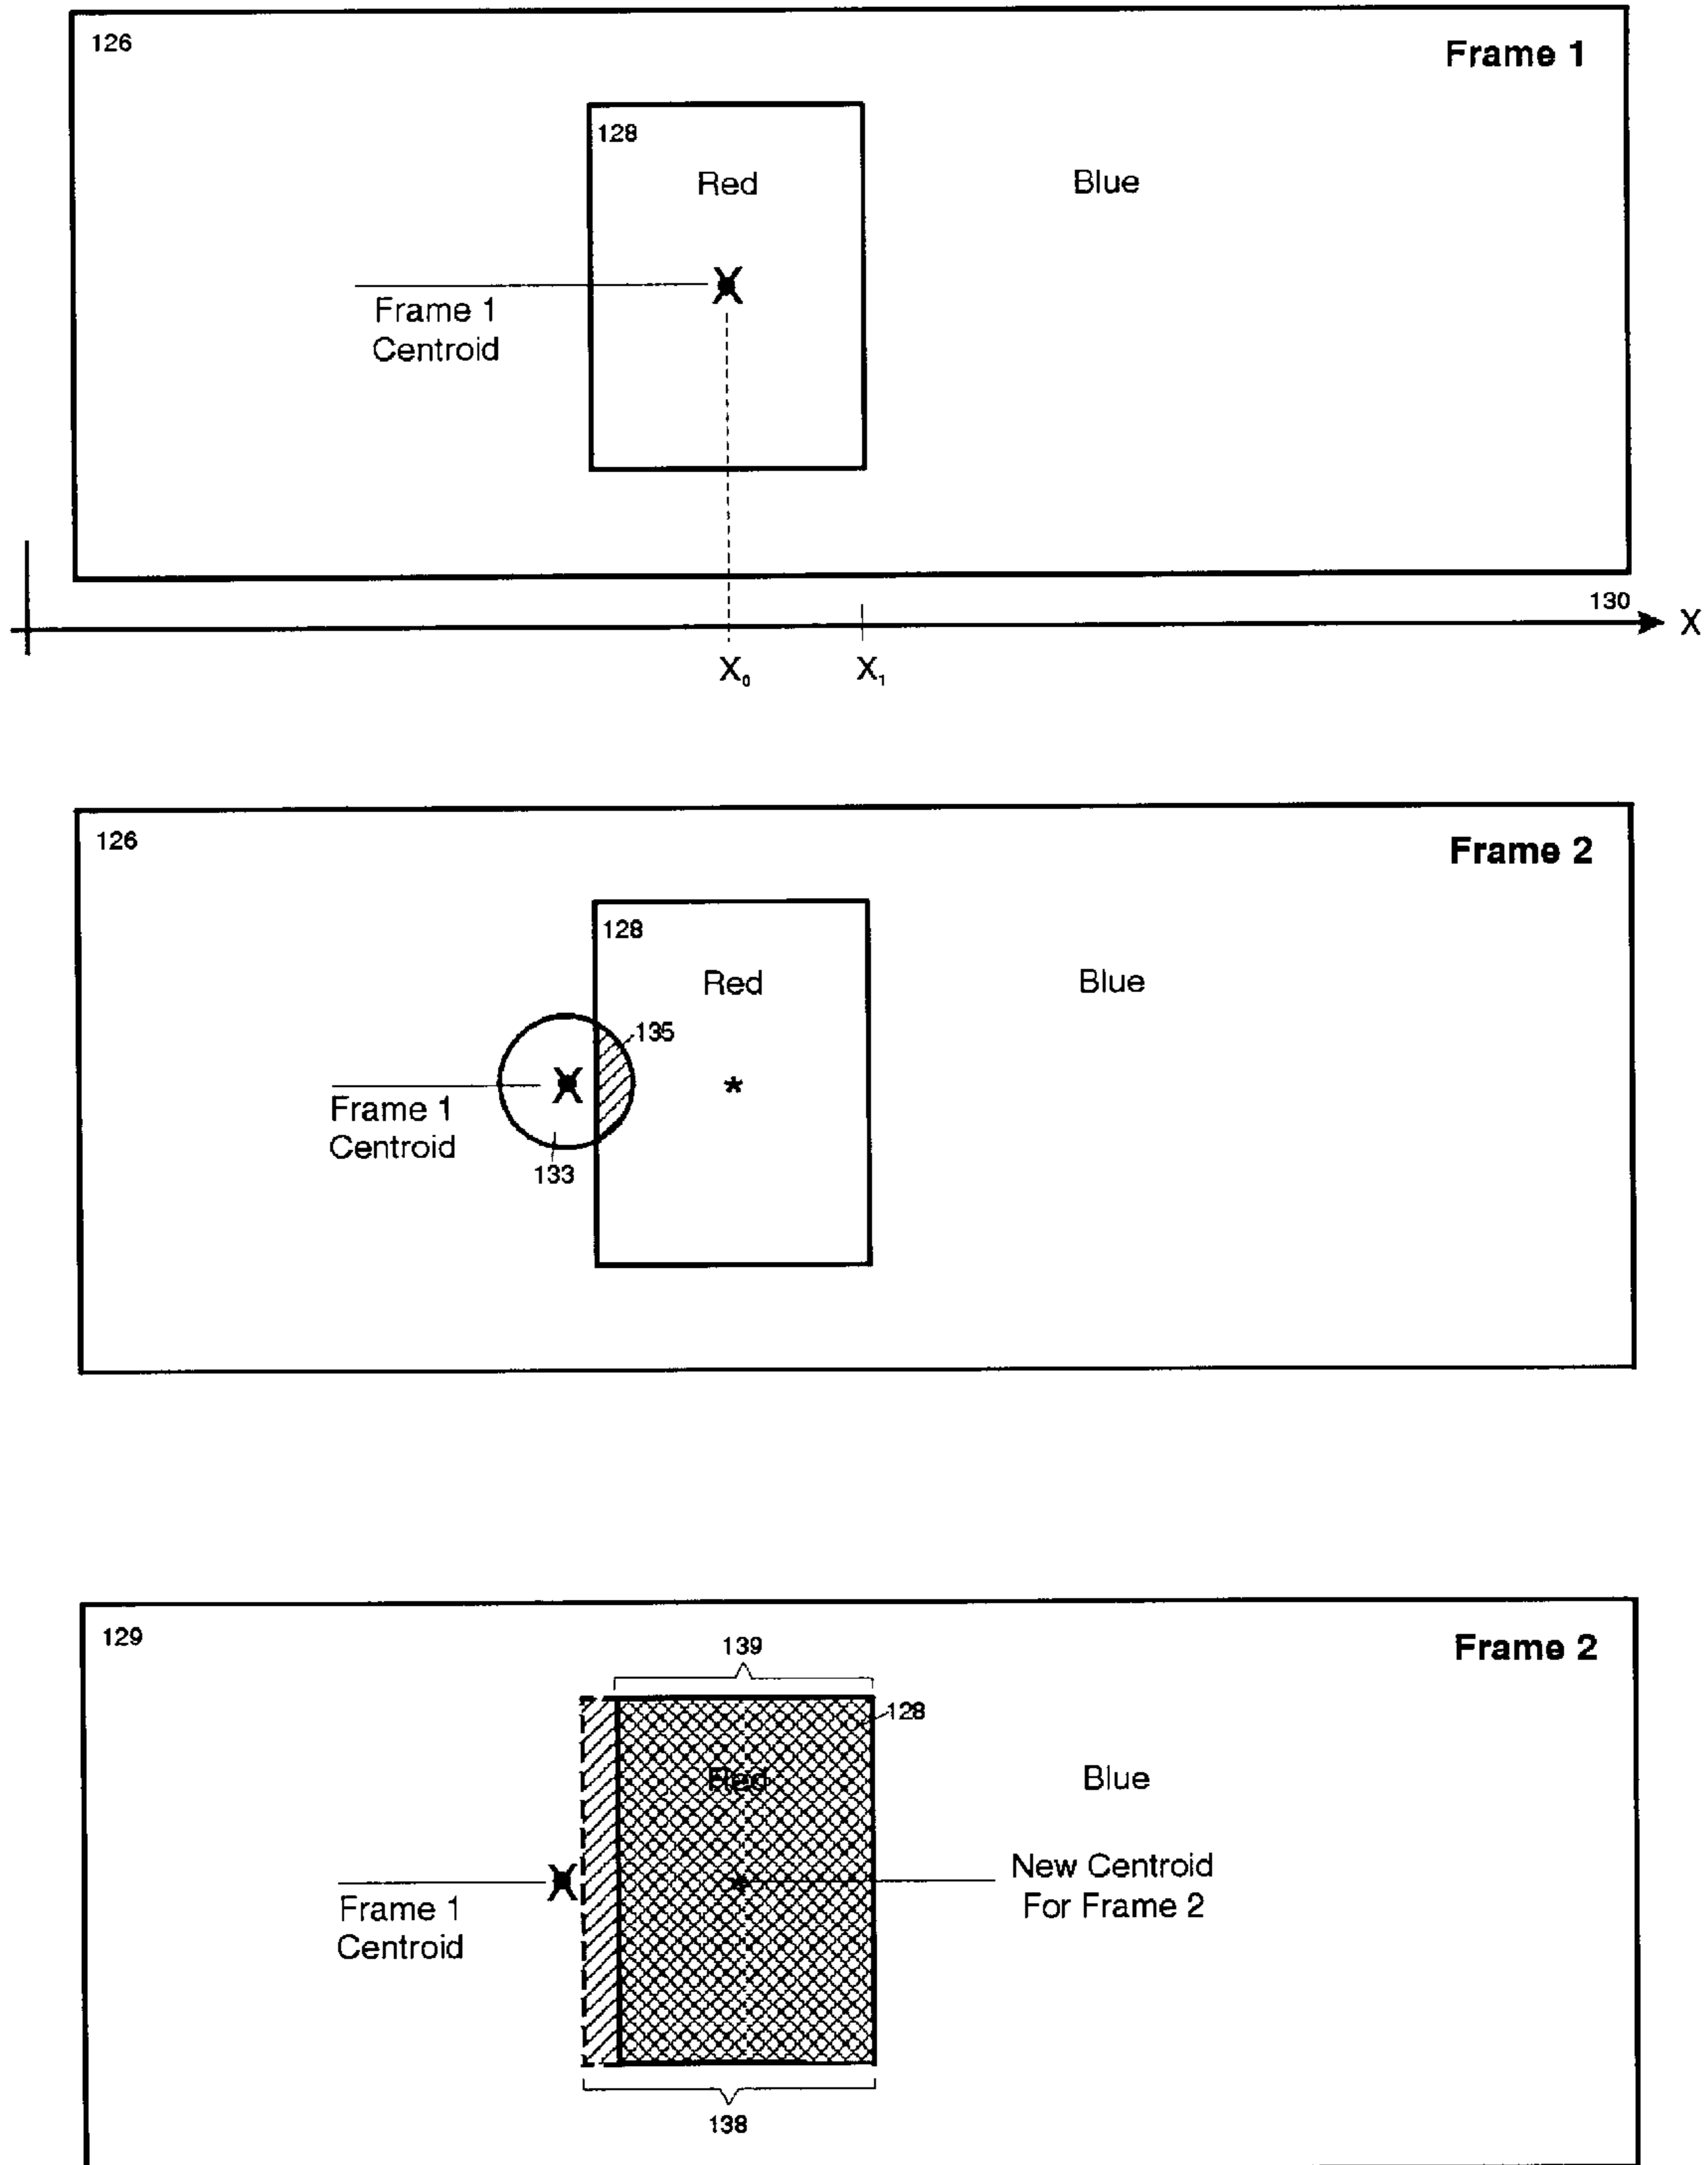 126
Frame 1
128
Red
Blue
X
Frame 1
Centroid
130
X
X₀
X₁
126
Frame 2
128
Red
Blue
135
*
X
Frame 1
Centroid
133
129
Frame 2
139
128
Red
Blue
X
Frame 1
Centroid
*
New Centroid
For Frame 2
138